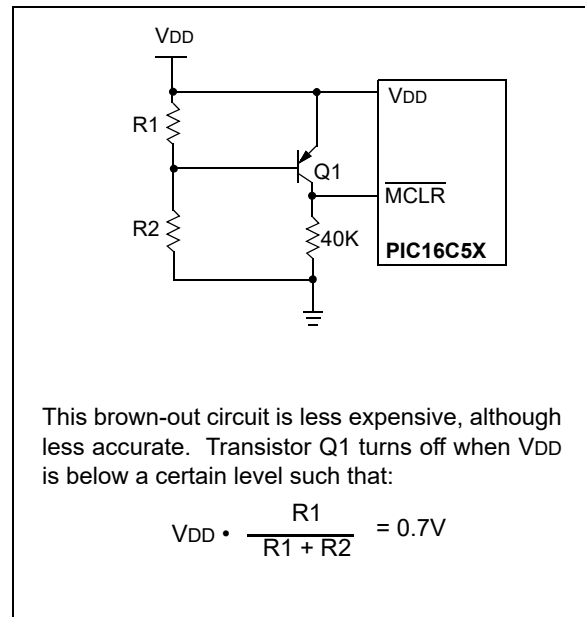 VDD
VDD
R1
Q1
MCLR
R2
40K
PIC16C5X
This brown-out circuit is less expensive, although
less accurate. Transistor Q1 turns off when VDD
is below a certain level such that:
VDD • R1 / R1 + R2 = 0.7V